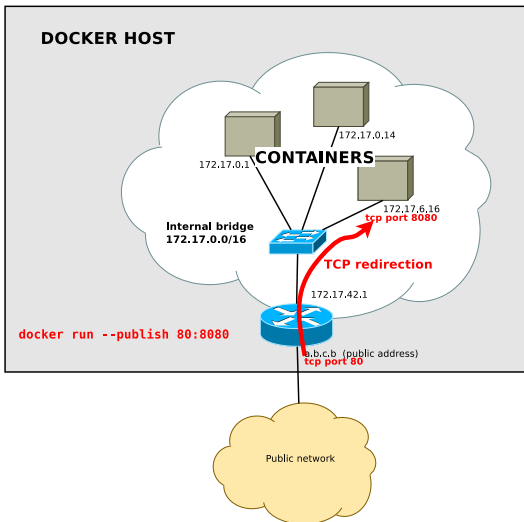 DOCKER HOST
172.17.0.14
172.17.0.1
CONTAINERS
172.17.6.16
tcp port 8080
Internal bridge
172.17.0.0/16
TCP redirection
172.17.42.1
docker run --publish 80:8080
a.b.c.b (public address)
tcp port 80
Public network